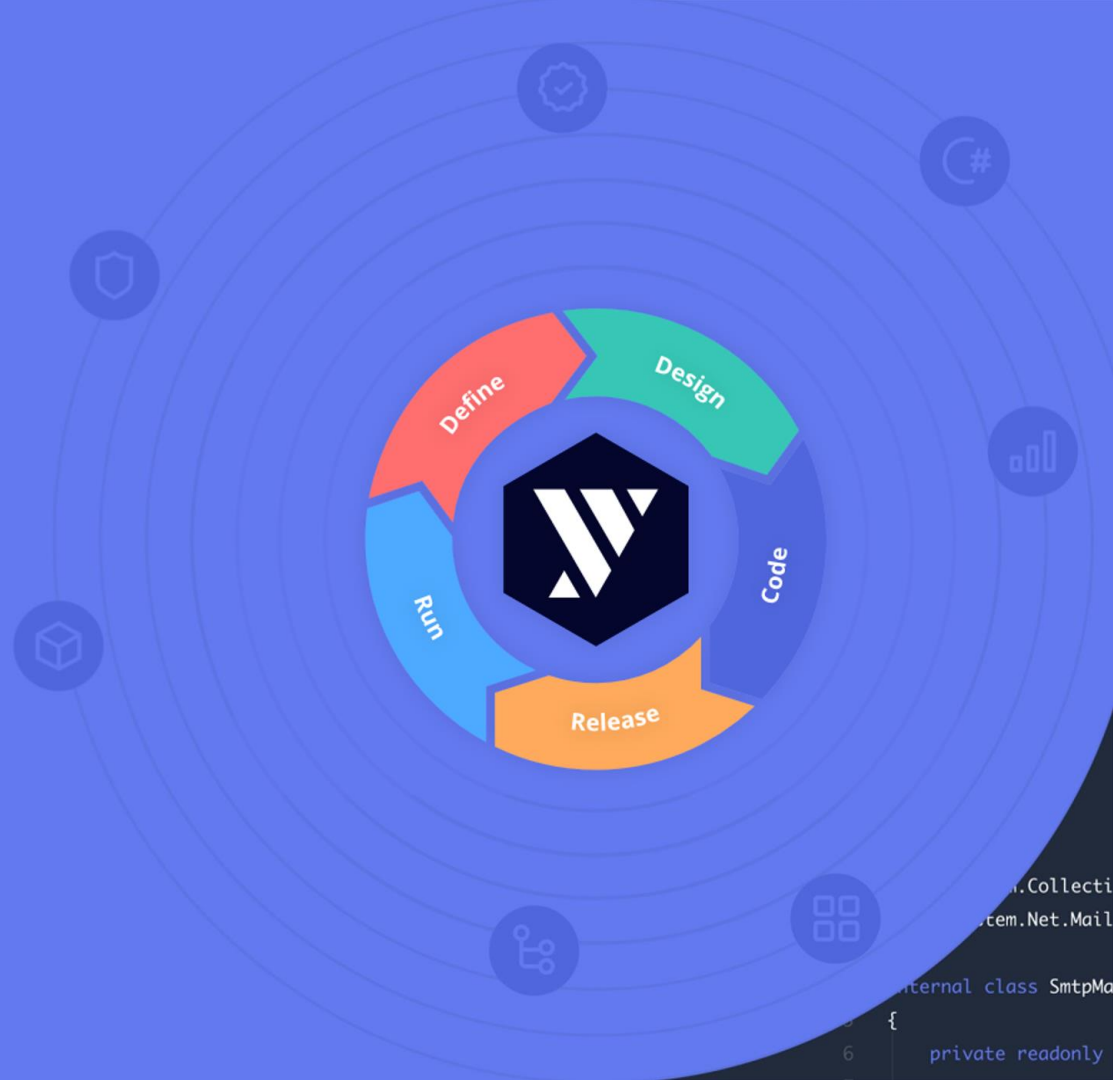 C#
Define
Design
Code
Release
Run
.Collecti
tem.Net.Mail
nternal class SmtpMa
{
6 private readonly